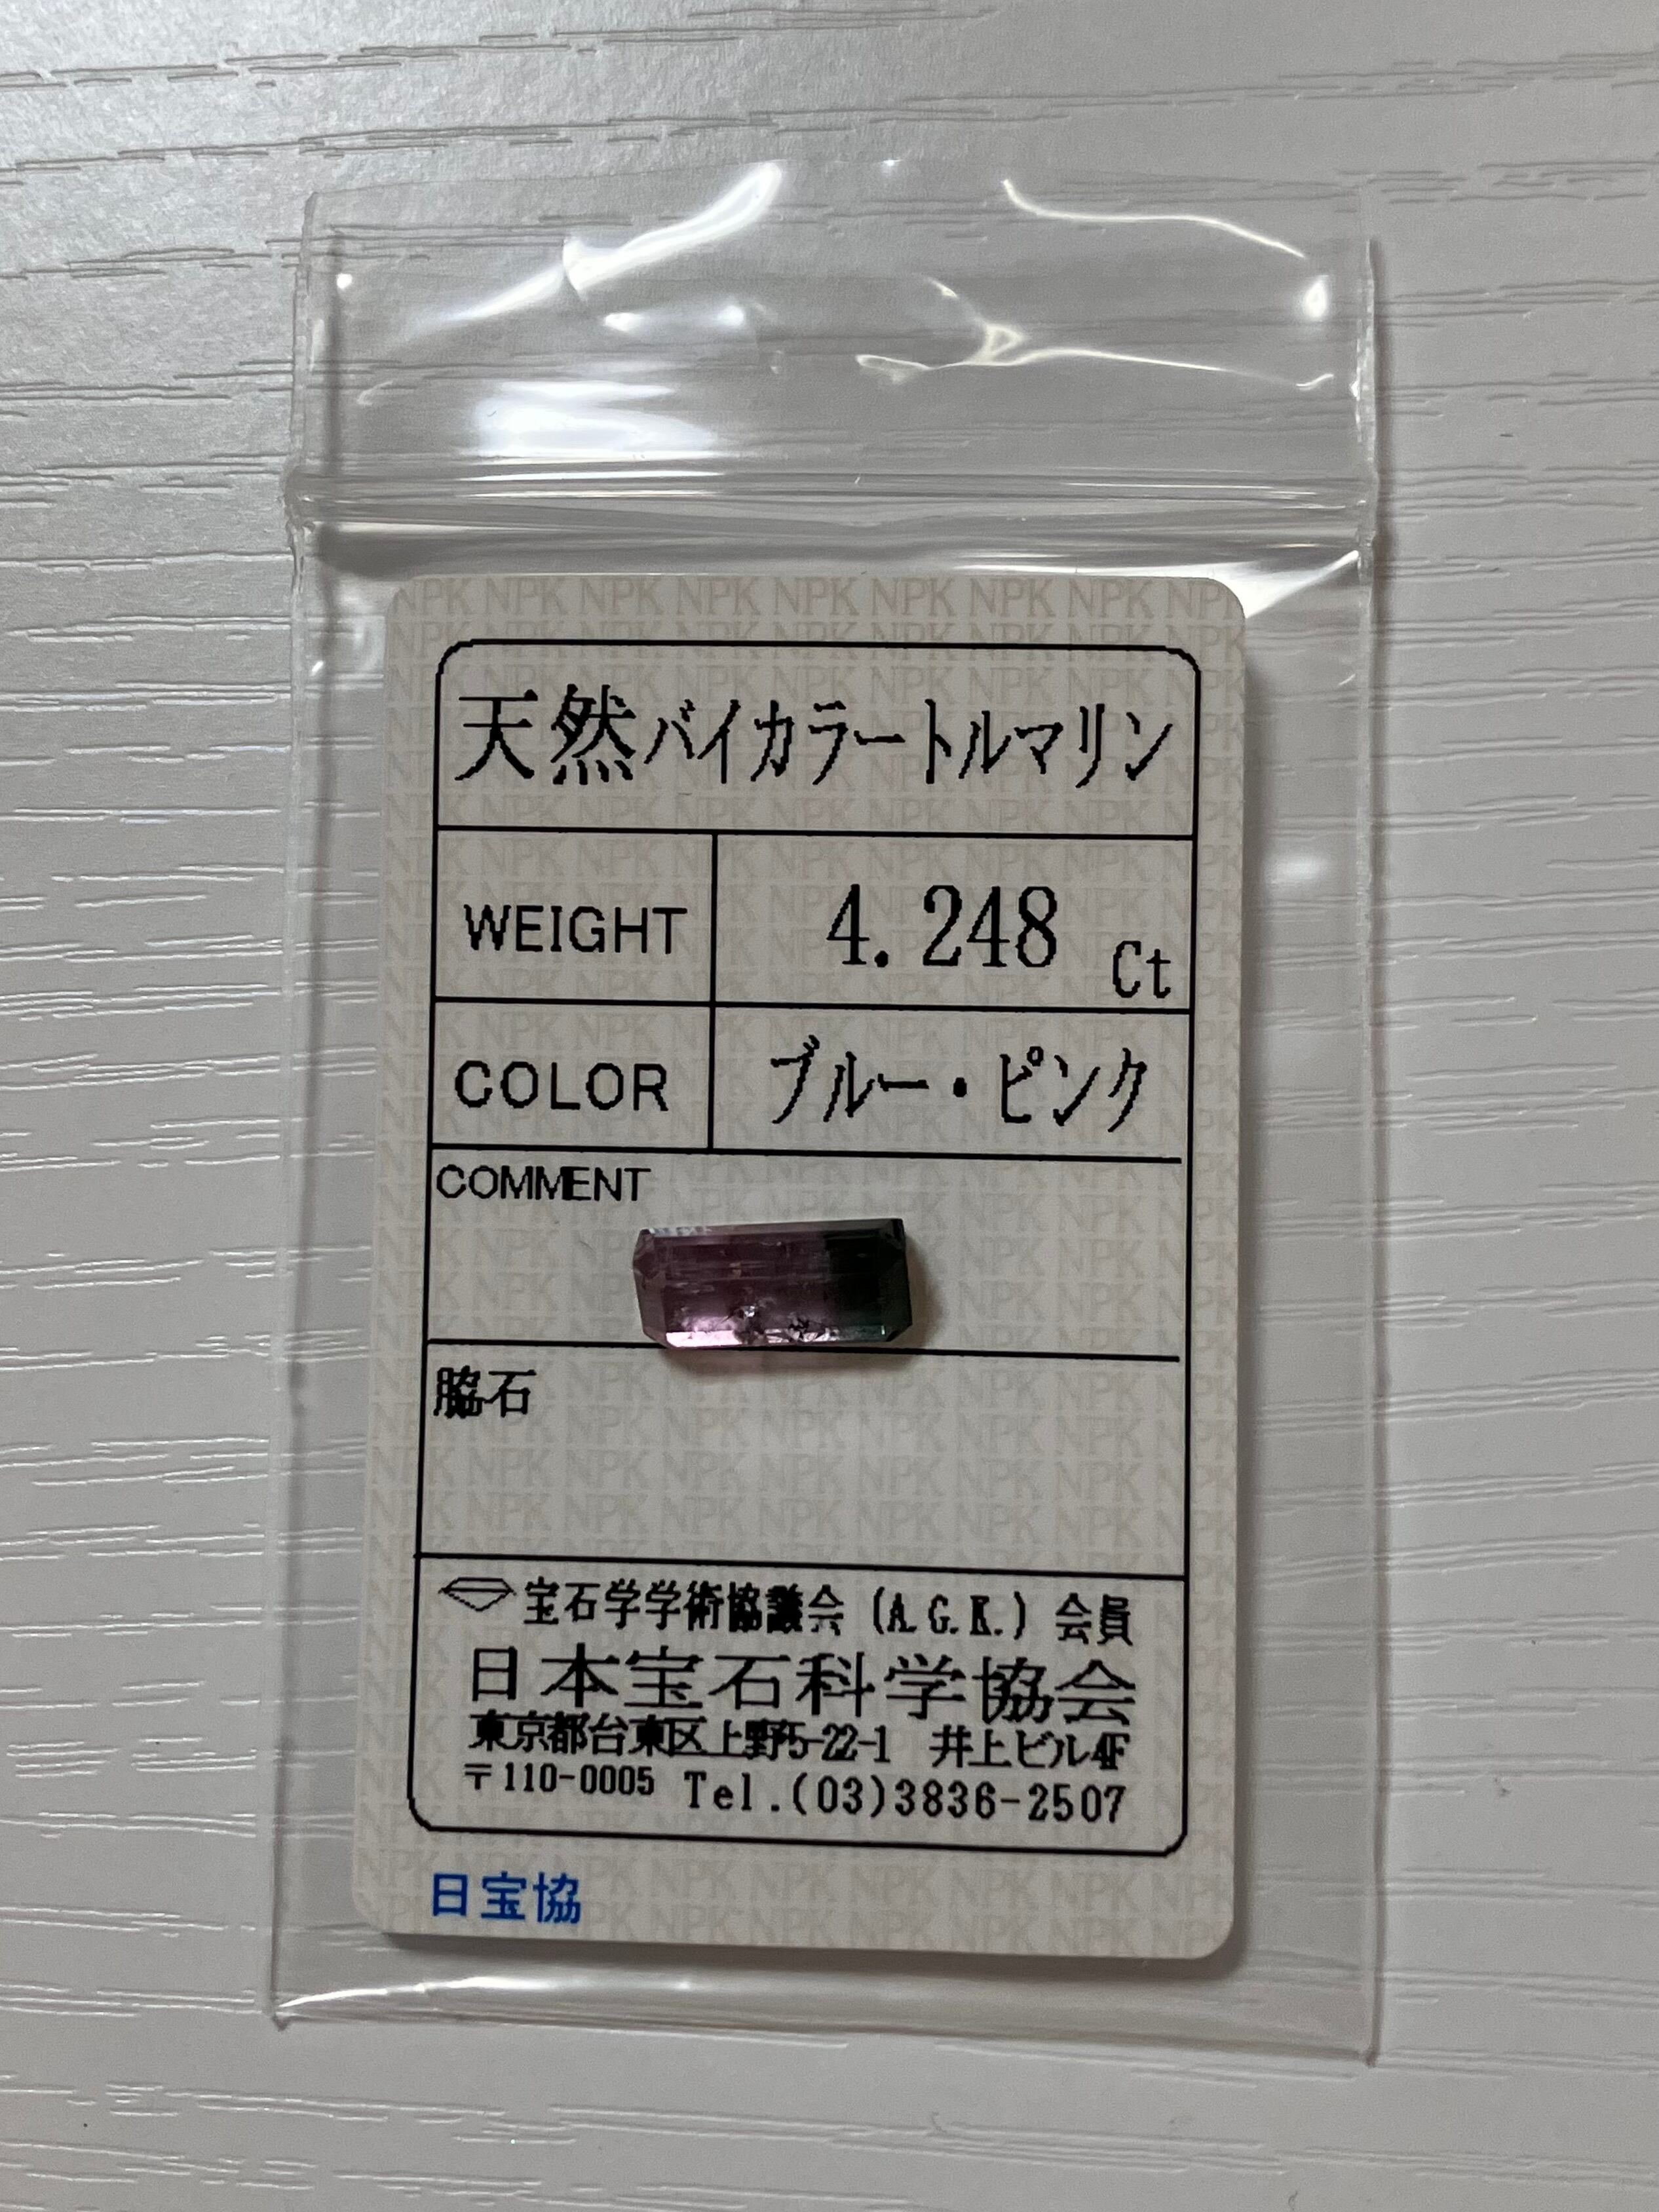 天然バイカラートルマリン
WEIGHT 4.248 Ct
COLOR ブルー・ピンク
COMMENT
脇石
宝石学学術協議会 (A.G.K.) 会員
日本宝石科学協会
東京都台東区上野5-22-1 井上ビル4F
〒110-0005 Tel.(03)3836-2507
日宝協